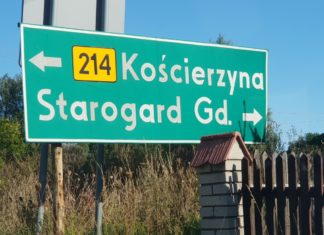 214 Kościerzyna
Starogard Gd.